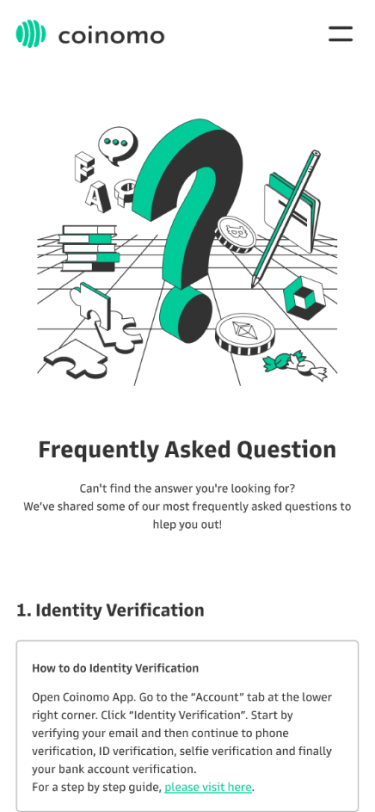 coinomo
F
A
Q
Frequently Asked Question
Can't find the answer you're looking for?
We've shared some of our most frequently asked questions to
hlep you out!
1. Identity Verification
How to do Identity Verification
Open Coinomo App. Go to the "Account" tab at the lower
right corner. Click "Identity Verification". Start by
verifying your email and then continue to phone
verification, ID verification, selfie verification and finally
your bank account verification.
For a step by step guide, please visit here.